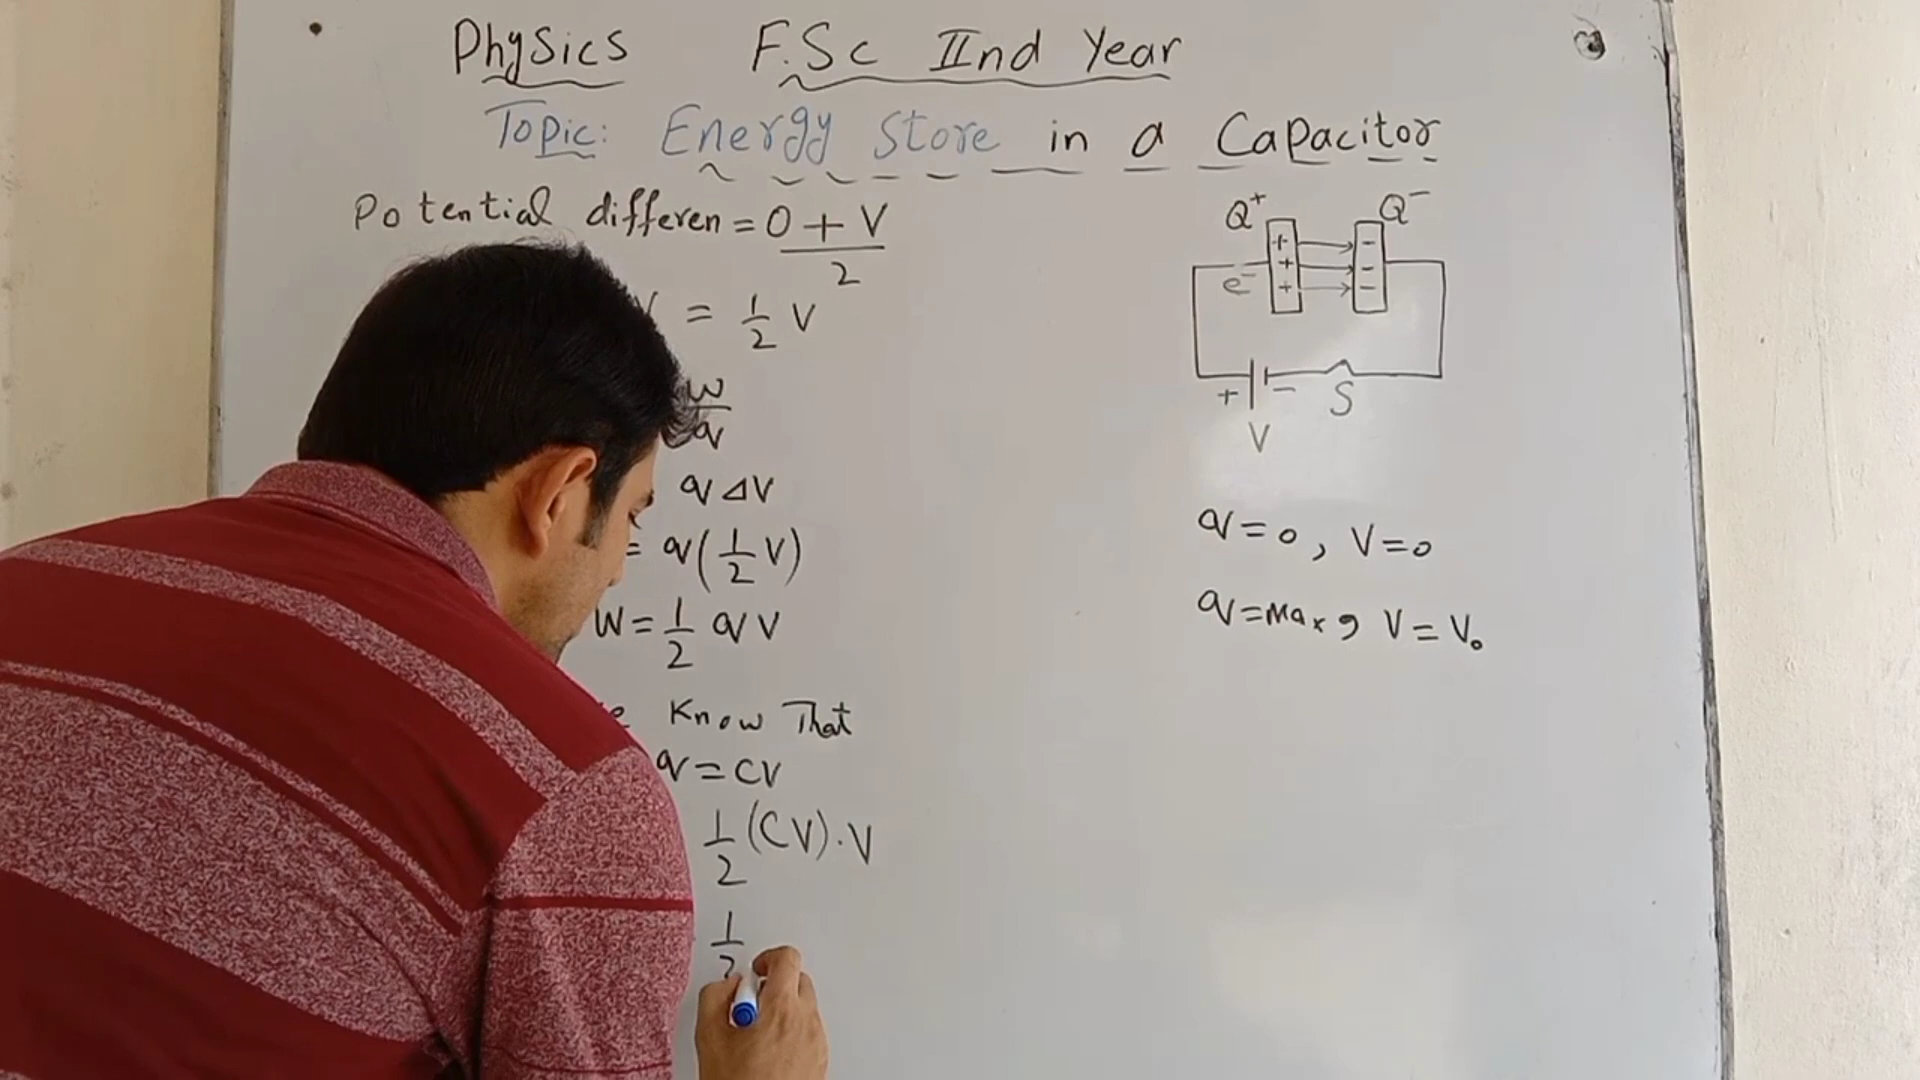 Physics F.Sc IInd Year
Topic: Energy Store in a Capacitor
Potential differen = 0 + V / 2
V = 1/2 V
W / q
q ΔV
= q(1/2 V)
W = 1/2 q V
Know That
q = CV
1/2 (CV).V
1/2
Q+ Q-
+ -
e- + -
+ -
+ - S
V
q = 0, V = 0
q = Max, V = V₀